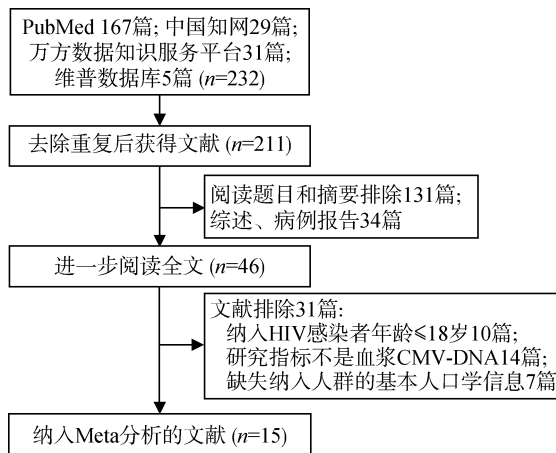 PubMed 167篇; 中国知网29篇;
万方数据知识服务平台31篇;
维普数据库5篇 (n=232)
去除重复后获得文献 (n=211)
阅读题目和摘要排除131篇;
综述、病例报告34篇
进一步阅读全文 (n=46)
文献排除31篇:
纳入HIV感染者年龄≤18岁10篇;
研究指标不是血浆CMV-DNA14篇;
缺失纳入人群的基本人口学信息7篇
纳入Meta分析的文献 (n=15)